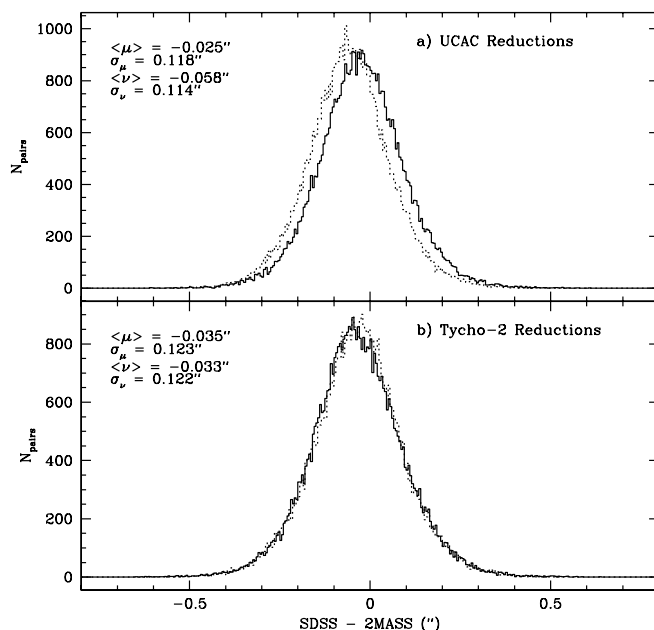 1000
800
600
400
200
0
N_pairs
<μ> = −0.025″
σ_μ = 0.118″
<ν> = −0.058″
σ_ν = 0.114″
a) UCAC Reductions
800
600
400
200
0
N_pairs
<μ> = −0.035″
σ_μ = 0.123″
<ν> = −0.033″
σ_ν = 0.122″
b) Tycho−2 Reductions
−0.5 0 0.5
SDSS − 2MASS (″)